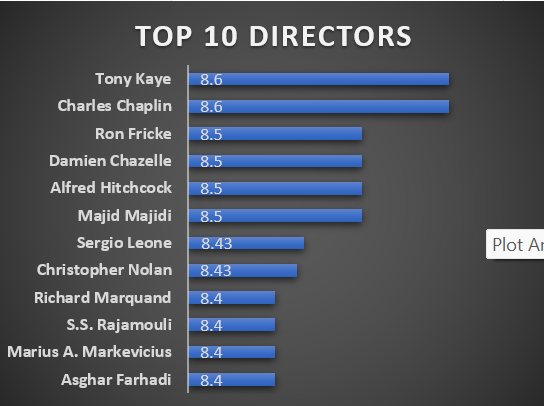 TOP 10 DIRECTORS
Tony Kaye 8.6
Charles Chaplin 8.6
Ron Fricke 8.5
Damien Chazelle 8.5
Alfred Hitchcock 8.5
Majid Majidi 8.5
Sergio Leone 8.43
Plot
Christopher Nolan 8.43
Richard Marquand 8.4
S.S. Rajamouli 8.4
Marius A. Markevicius 8.4
Asghar Farhadi 8.4